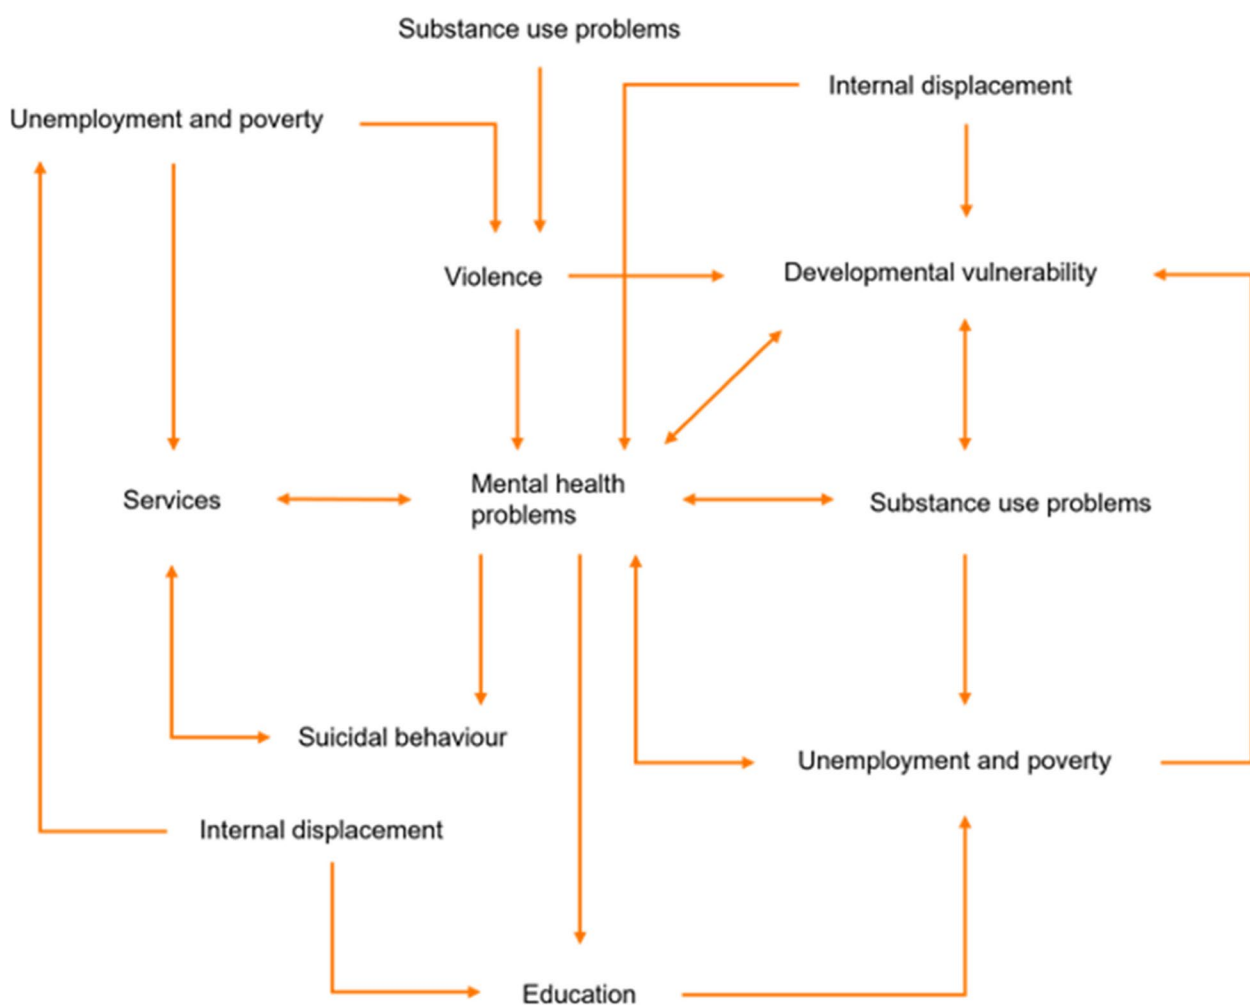 Substance use problems
Internal displacement
Unemployment and poverty
Violence
Developmental vulnerability
Services
Mental health
problems
Substance use problems
Suicidal behaviour
Unemployment and poverty
Internal displacement
Education